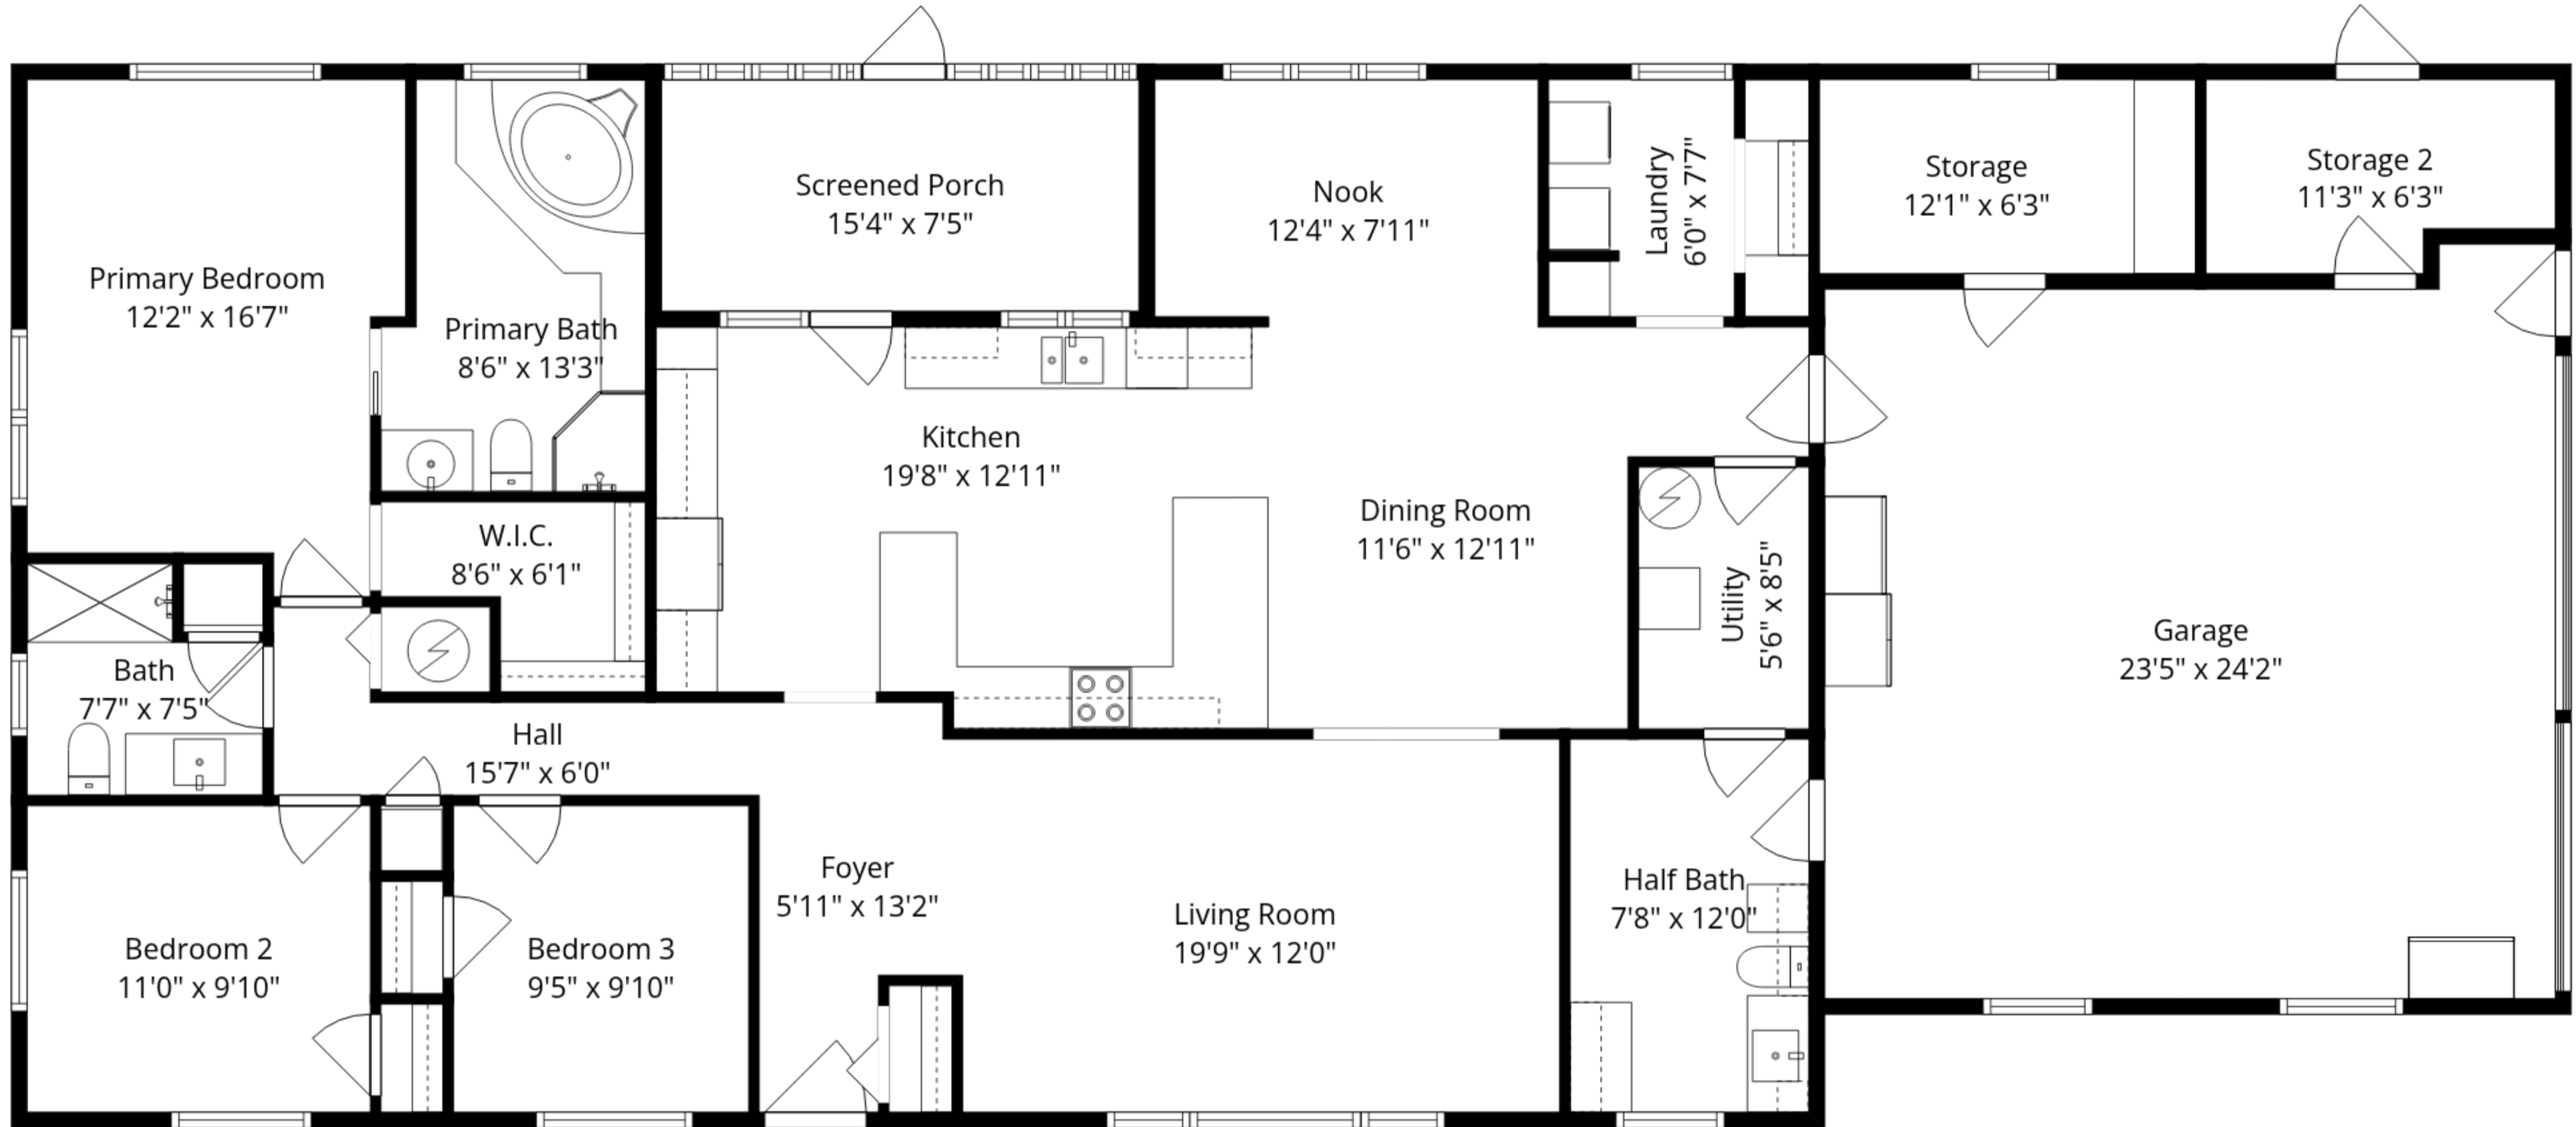 Primary Bedroom
12'2" x 16'7"
Primary Bath
8'6" x 13'3"
Screened Porch
15'4" x 7'5"
Nook
12'4" x 7'11"
Laundry
6'0" x 7'7"
Storage
12'1" x 6'3"
Storage 2
11'3" x 6'3"
Kitchen
19'8" x 12'11"
Dining Room
11'6" x 12'11"
W.I.C.
8'6" x 6'1"
Utility
5'6" x 8'5"
Garage
23'5" x 24'2"
Bath
7'7" x 7'5"
Hall
15'7" x 6'0"
Foyer
5'11" x 13'2"
Living Room
19'9" x 12'0"
Half Bath
7'8" x 12'0"
Bedroom 2
11'0" x 9'10"
Bedroom 3
9'5" x 9'10"